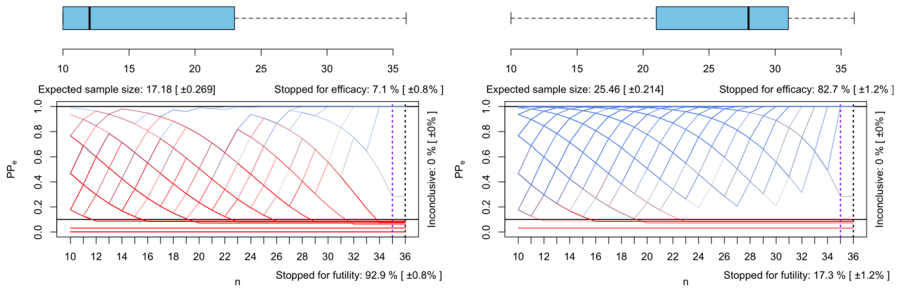 10 15 20 25 30 35
10 15 20 25 30 35
Expected sample size: 17.18 [ ±0.269] Stopped for efficacy: 7.1 % [ ±0.8% ]
Expected sample size: 25.46 [ ±0.214] Stopped for efficacy: 82.7 % [ ±1.2% ]
PPe
0.0 0.2 0.4 0.6 0.8 1.0
Inconclusive: 0 % [ ±0% ]
10 12 14 16 18 20 22 24 26 28 30 32 34 36
n
Stopped for futility: 92.9 % [ ±0.8% ]
PPe
0.0 0.2 0.4 0.6 0.8 1.0
Inconclusive: 0 % [ ±0% ]
10 12 14 16 18 20 22 24 26 28 30 32 34 36
n
Stopped for futility: 17.3 % [ ±1.2% ]